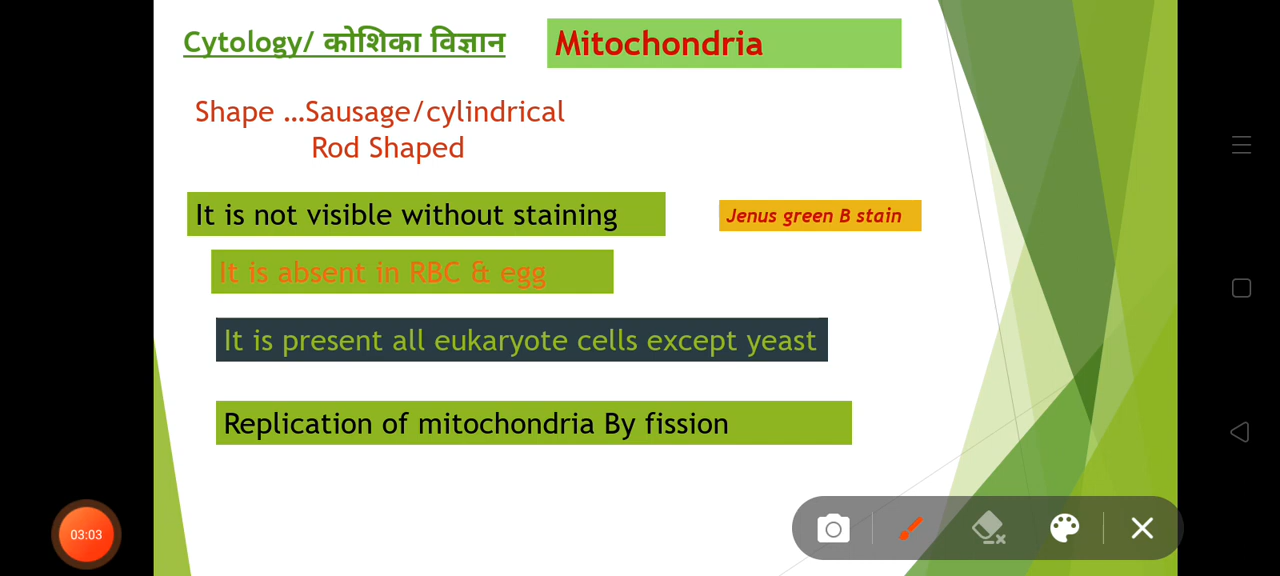 Cytology/ कोशिका विज्ञान
Mitochondria
Shape ...Sausage/cylindrical
Rod Shaped
It is not visible without staining
Jenus green B stain
It is absent in RBC & egg
It is present all eukaryote cells except yeast
Replication of mitochondria By fission
03:03